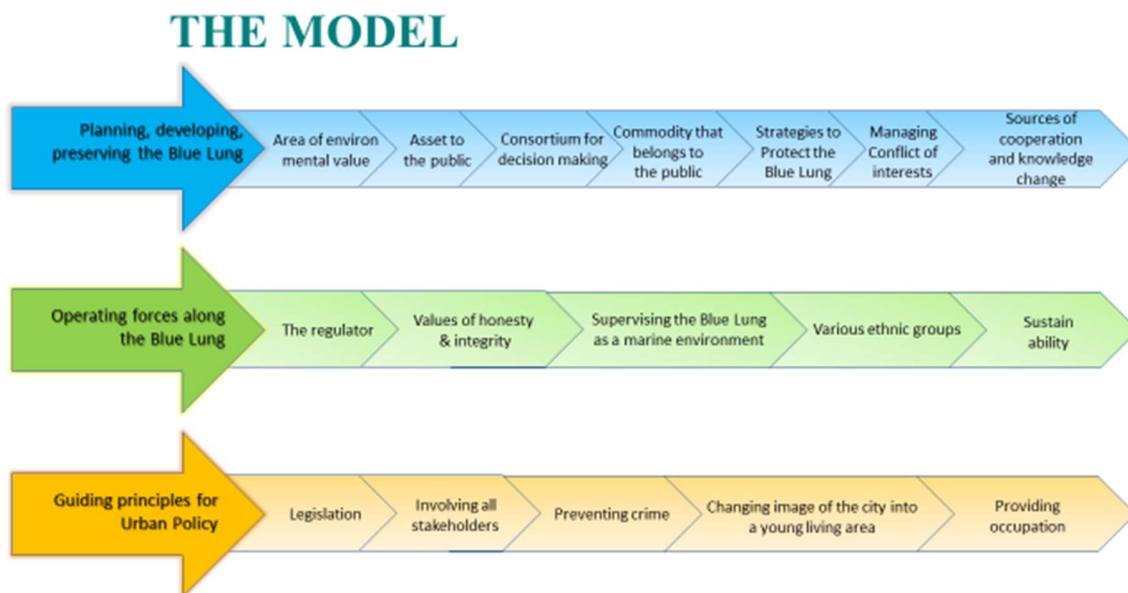 THE MODEL
Planning, developing,
preserving the Blue Lung
Area of environ
mental value
Asset to
the public
Consortium for
decision making
Commodity that
belongs to
the public
Strategies to
Protect the
Blue Lung
Managing
Conflict of
interests
Sources of
cooperation
and knowledge
change
Operating forces along
the Blue Lung
The regulator
Values of honesty
& integrity
Supervising the Blue Lung
as a marine environment
Various ethnic groups
Sustain
ability
Guiding principles for
Urban Policy
Legislation
Involving all
stakeholders
Preventing crime
Changing image of the city into
a young living area
Providing
occupation